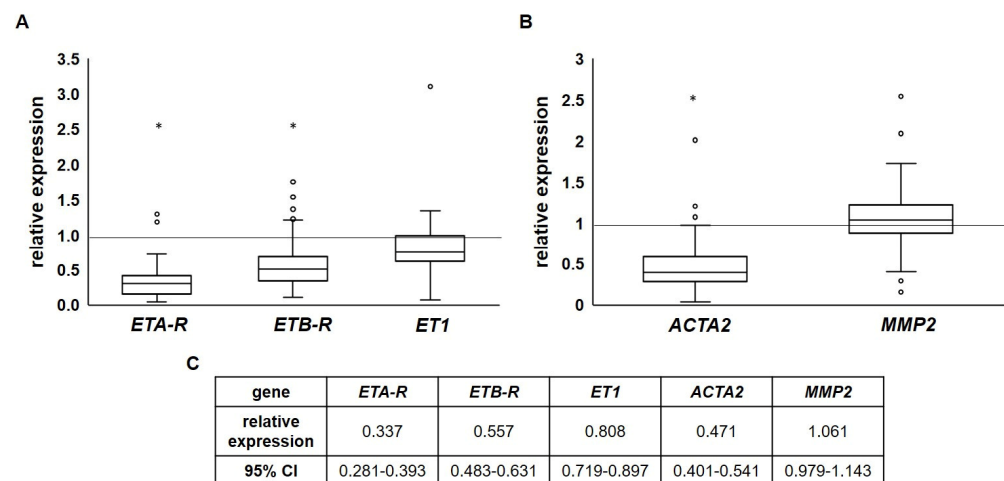 A
B
relative expression
3.5
3.0
2.5
2.0
1.5
1.0
0.5
0.0
* *
ETA-R ETB-R ET1
relative expression
3
2.5
2
1.5
1
0.5
0
*
ACTA2 MMP2
C
gene ETA-R ETB-R ET1 ACTA2 MMP2
relative
expression 0.337 0.557 0.808 0.471 1.061
95% CI 0.281-0.393 0.483-0.631 0.719-0.897 0.401-0.541 0.979-1.143